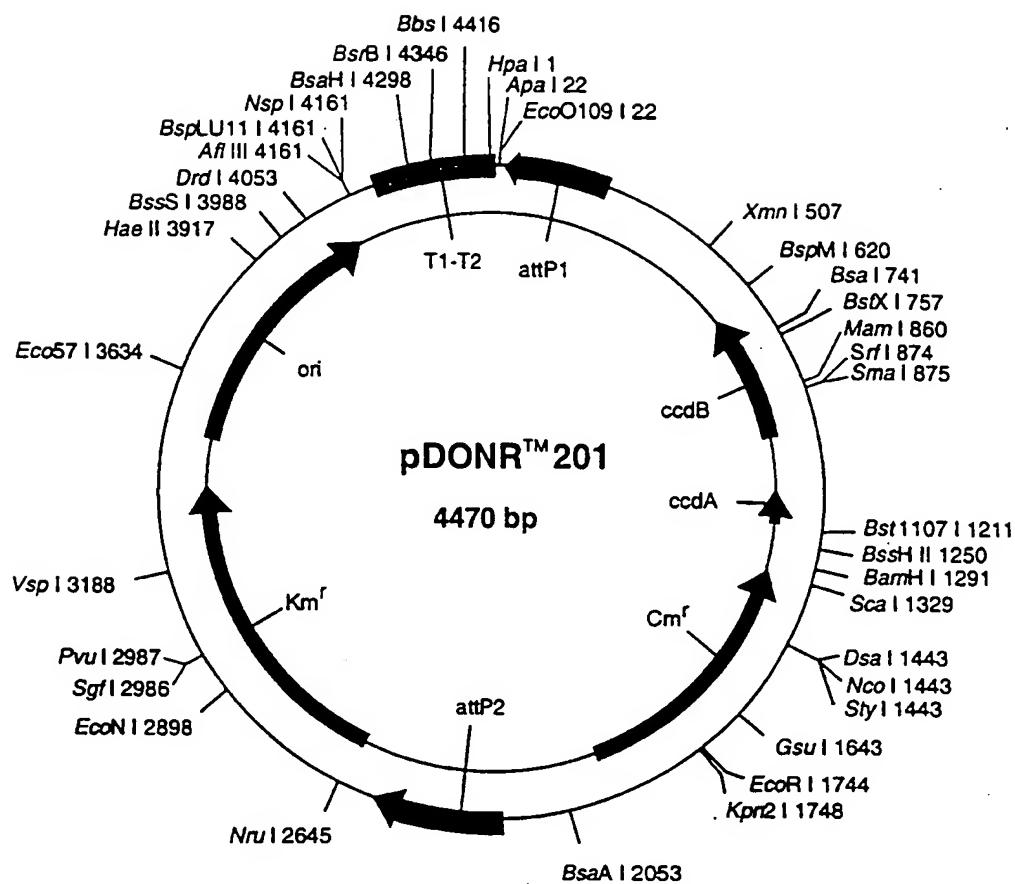 Bbs I 4416
BsrB I 4346
BsaH I 4298
Nsp I 4161
BspLU11 I 4161
Afl III 4161
Drd I 4053
BssS I 3988
Hae II 3917
Hpa I 1
Apa I 22
EcoO109 I 22
Xmn I 507
BspM I 620
Bsa I 741
BstX I 757
Mam I 860
Srf I 874
Sma I 875
T1-T2
attP1
Eco57 I 3634
ori
ccdB
pDONR™ 201
4470 bp
ccdA
Bst1107 I 1211
BssH II 1250
BamH I 1291
Sca I 1329
Vsp I 3188
Kmʳ
Cmʳ
Pvu I 2987
Sgf I 2986
EcoN I 2898
Dsa I 1443
Nco I 1443
Sty I 1443
attP2
Gsu I 1643
EcoR I 1744
Kpn2 I 1748
Nru I 2645
BsaA I 2053